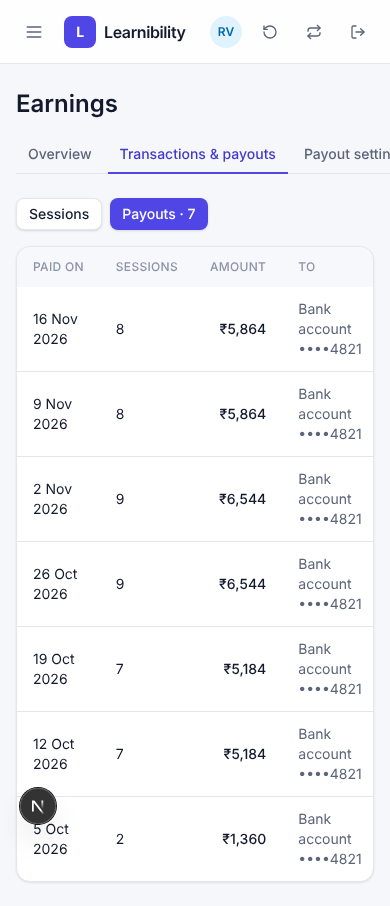 L Learnibility RV
Earnings
Overview Transactions & payouts Payout settin
Sessions Payouts · 7
PAID ON SESSIONS AMOUNT TO
16 Nov 2026 8 ₹5,864 Bank account ••••4821
9 Nov 2026 8 ₹5,864 Bank account ••••4821
2 Nov 2026 9 ₹6,544 Bank account ••••4821
26 Oct 2026 9 ₹6,544 Bank account ••••4821
19 Oct 2026 7 ₹5,184 Bank account ••••4821
12 Oct 2026 7 ₹5,184 Bank account ••••4821
N
5 Oct 2026 2 ₹1,360 Bank account ••••4821